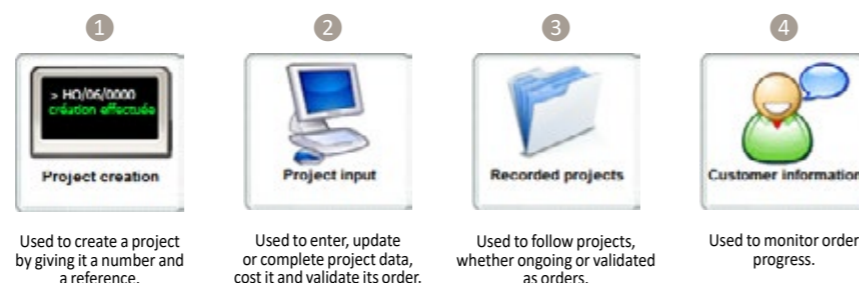 1
2
3
4
> HQ/06/0000
création effectuée
Project creation
Project input
Recorded projects
Customer information
Used to create a project
by giving it a number and
a reference.
Used to enter, update
or complete project data,
cost it and validate its order.
Used to follow projects,
whether ongoing or validated
as orders.
Used to monitor order
progress.